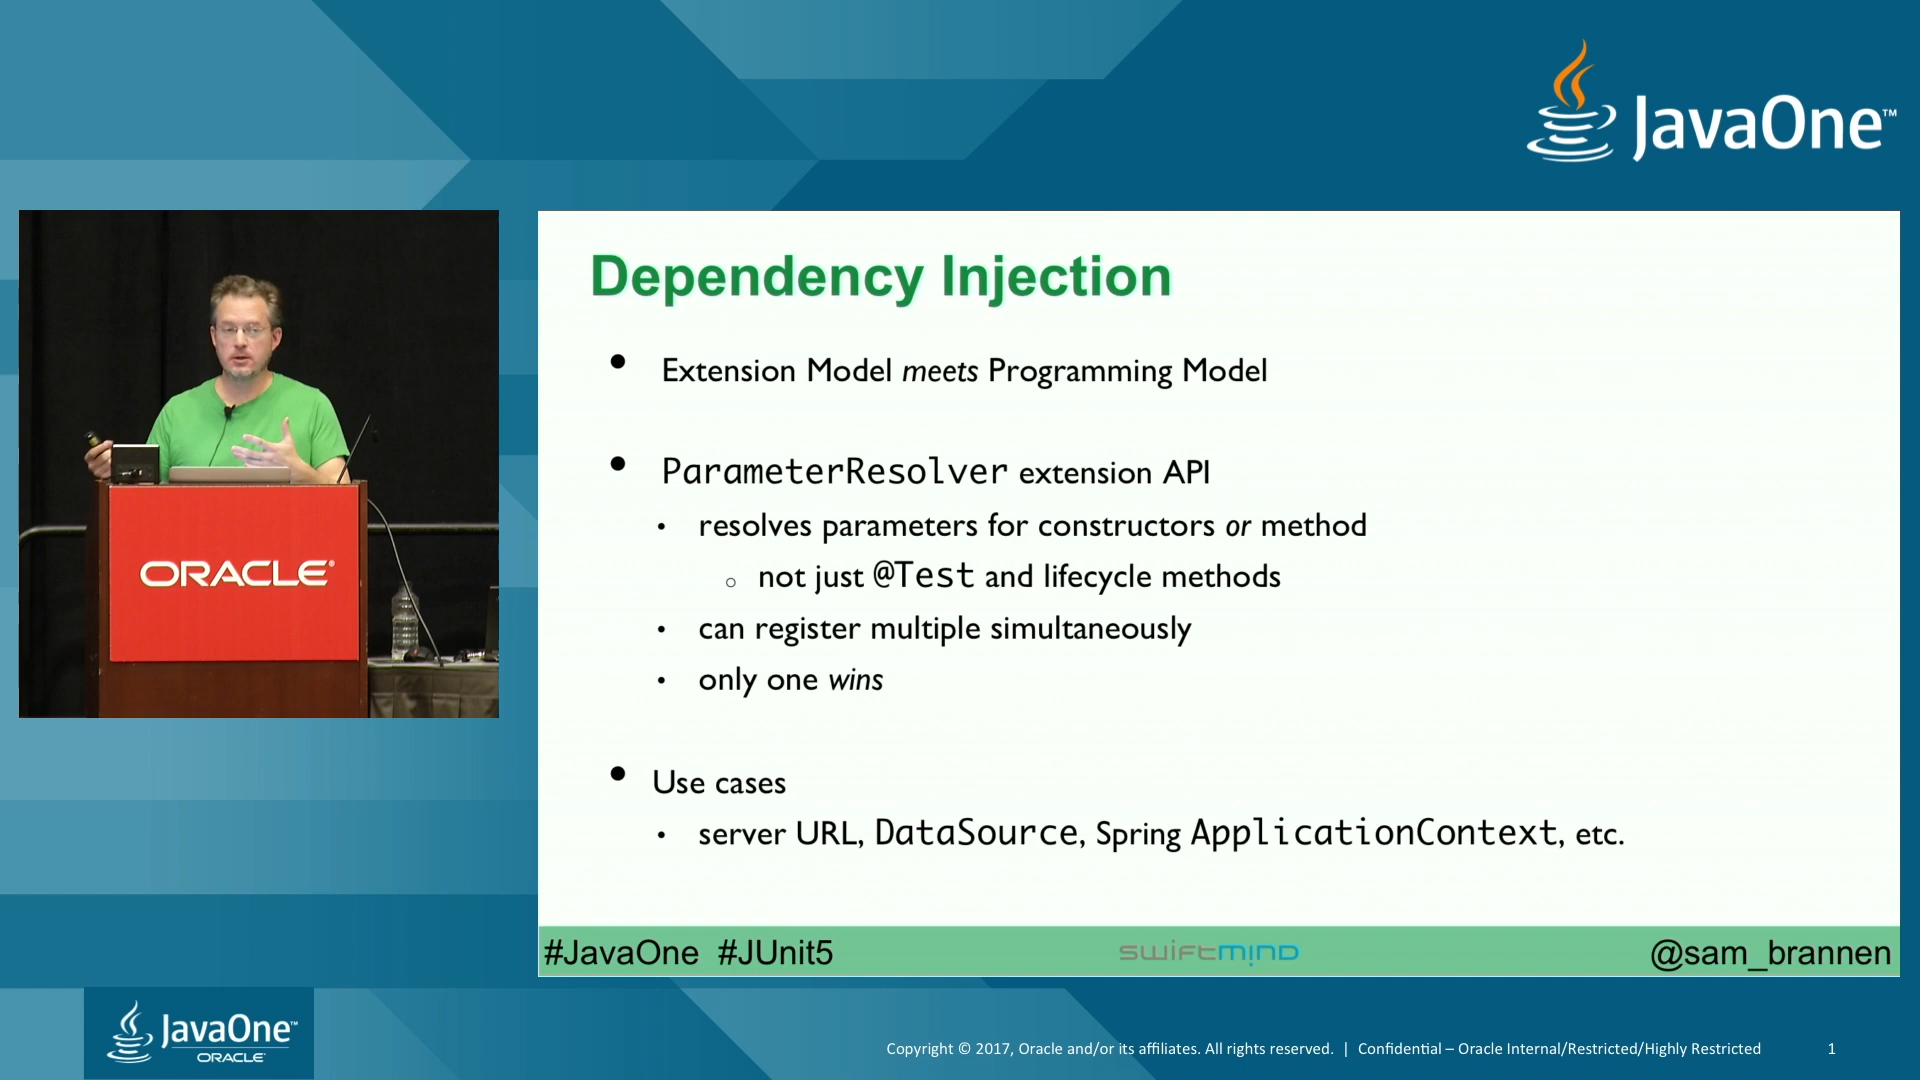 JavaOne™
Dependency Injection
• Extension Model meets Programming Model
• ParameterResolver extension API
• resolves parameters for constructors or method
○ not just @Test and lifecycle methods
• can register multiple simultaneously
• only one wins
• Use cases
• server URL, DataSource, Spring ApplicationContext, etc.
ORACLE®
#JavaOne #JUnit5
swiftmind
@sam_brannen
JavaOne™
ORACLE®
Copyright © 2017, Oracle and/or its affiliates. All rights reserved. | Confidential – Oracle Internal/Restricted/Highly Restricted
1